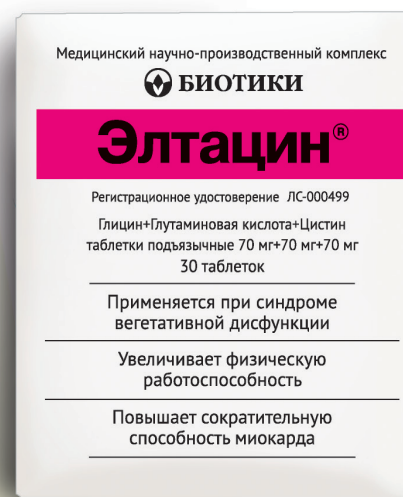 Медицинский научно-производственный комплекс
БИОТИКИ
Элтацин®
Регистрационное удостоверение ЛС-000499
Глицин+Глутаминовая кислота+Цистин
таблетки подъязычные 70 мг+70 мг+70 мг
30 таблеток
Применяется при синдроме
вегетативной дисфункции
Увеличивает физическую
работоспособность
Повышает сократительную
способность миокарда